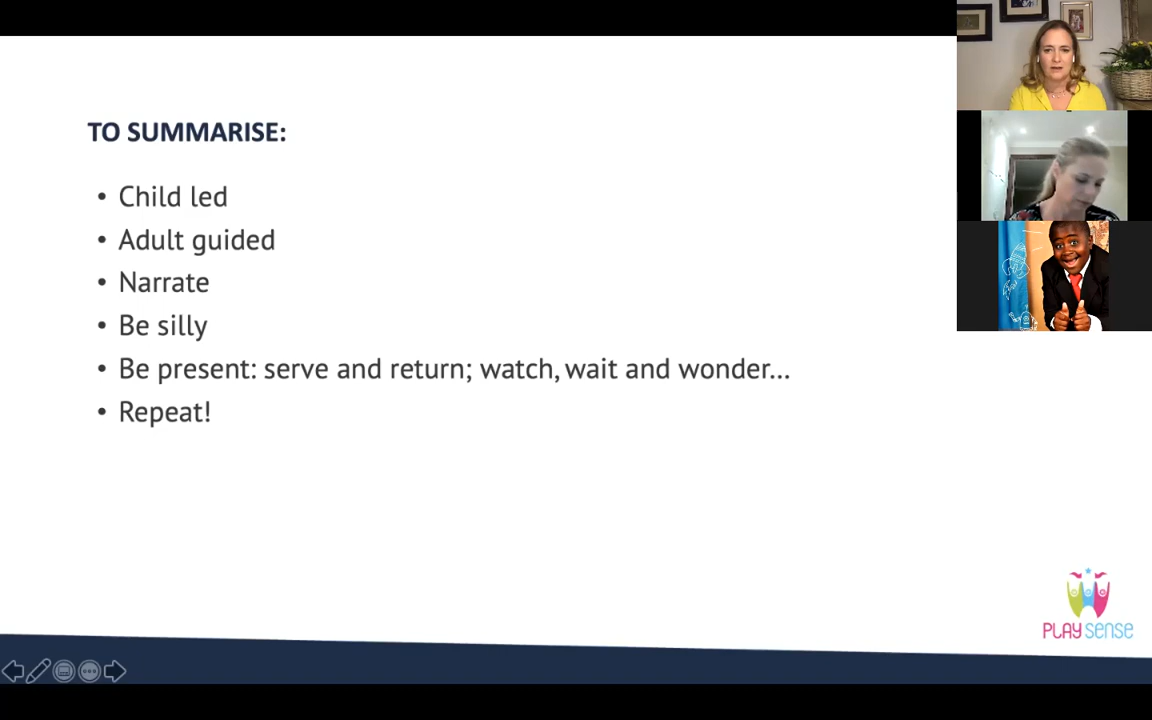 TO SUMMARISE:
• Child led
• Adult guided
• Narrate
• Be silly
• Be present: serve and return; watch, wait and wonder...
• Repeat!
PLAY SENSE